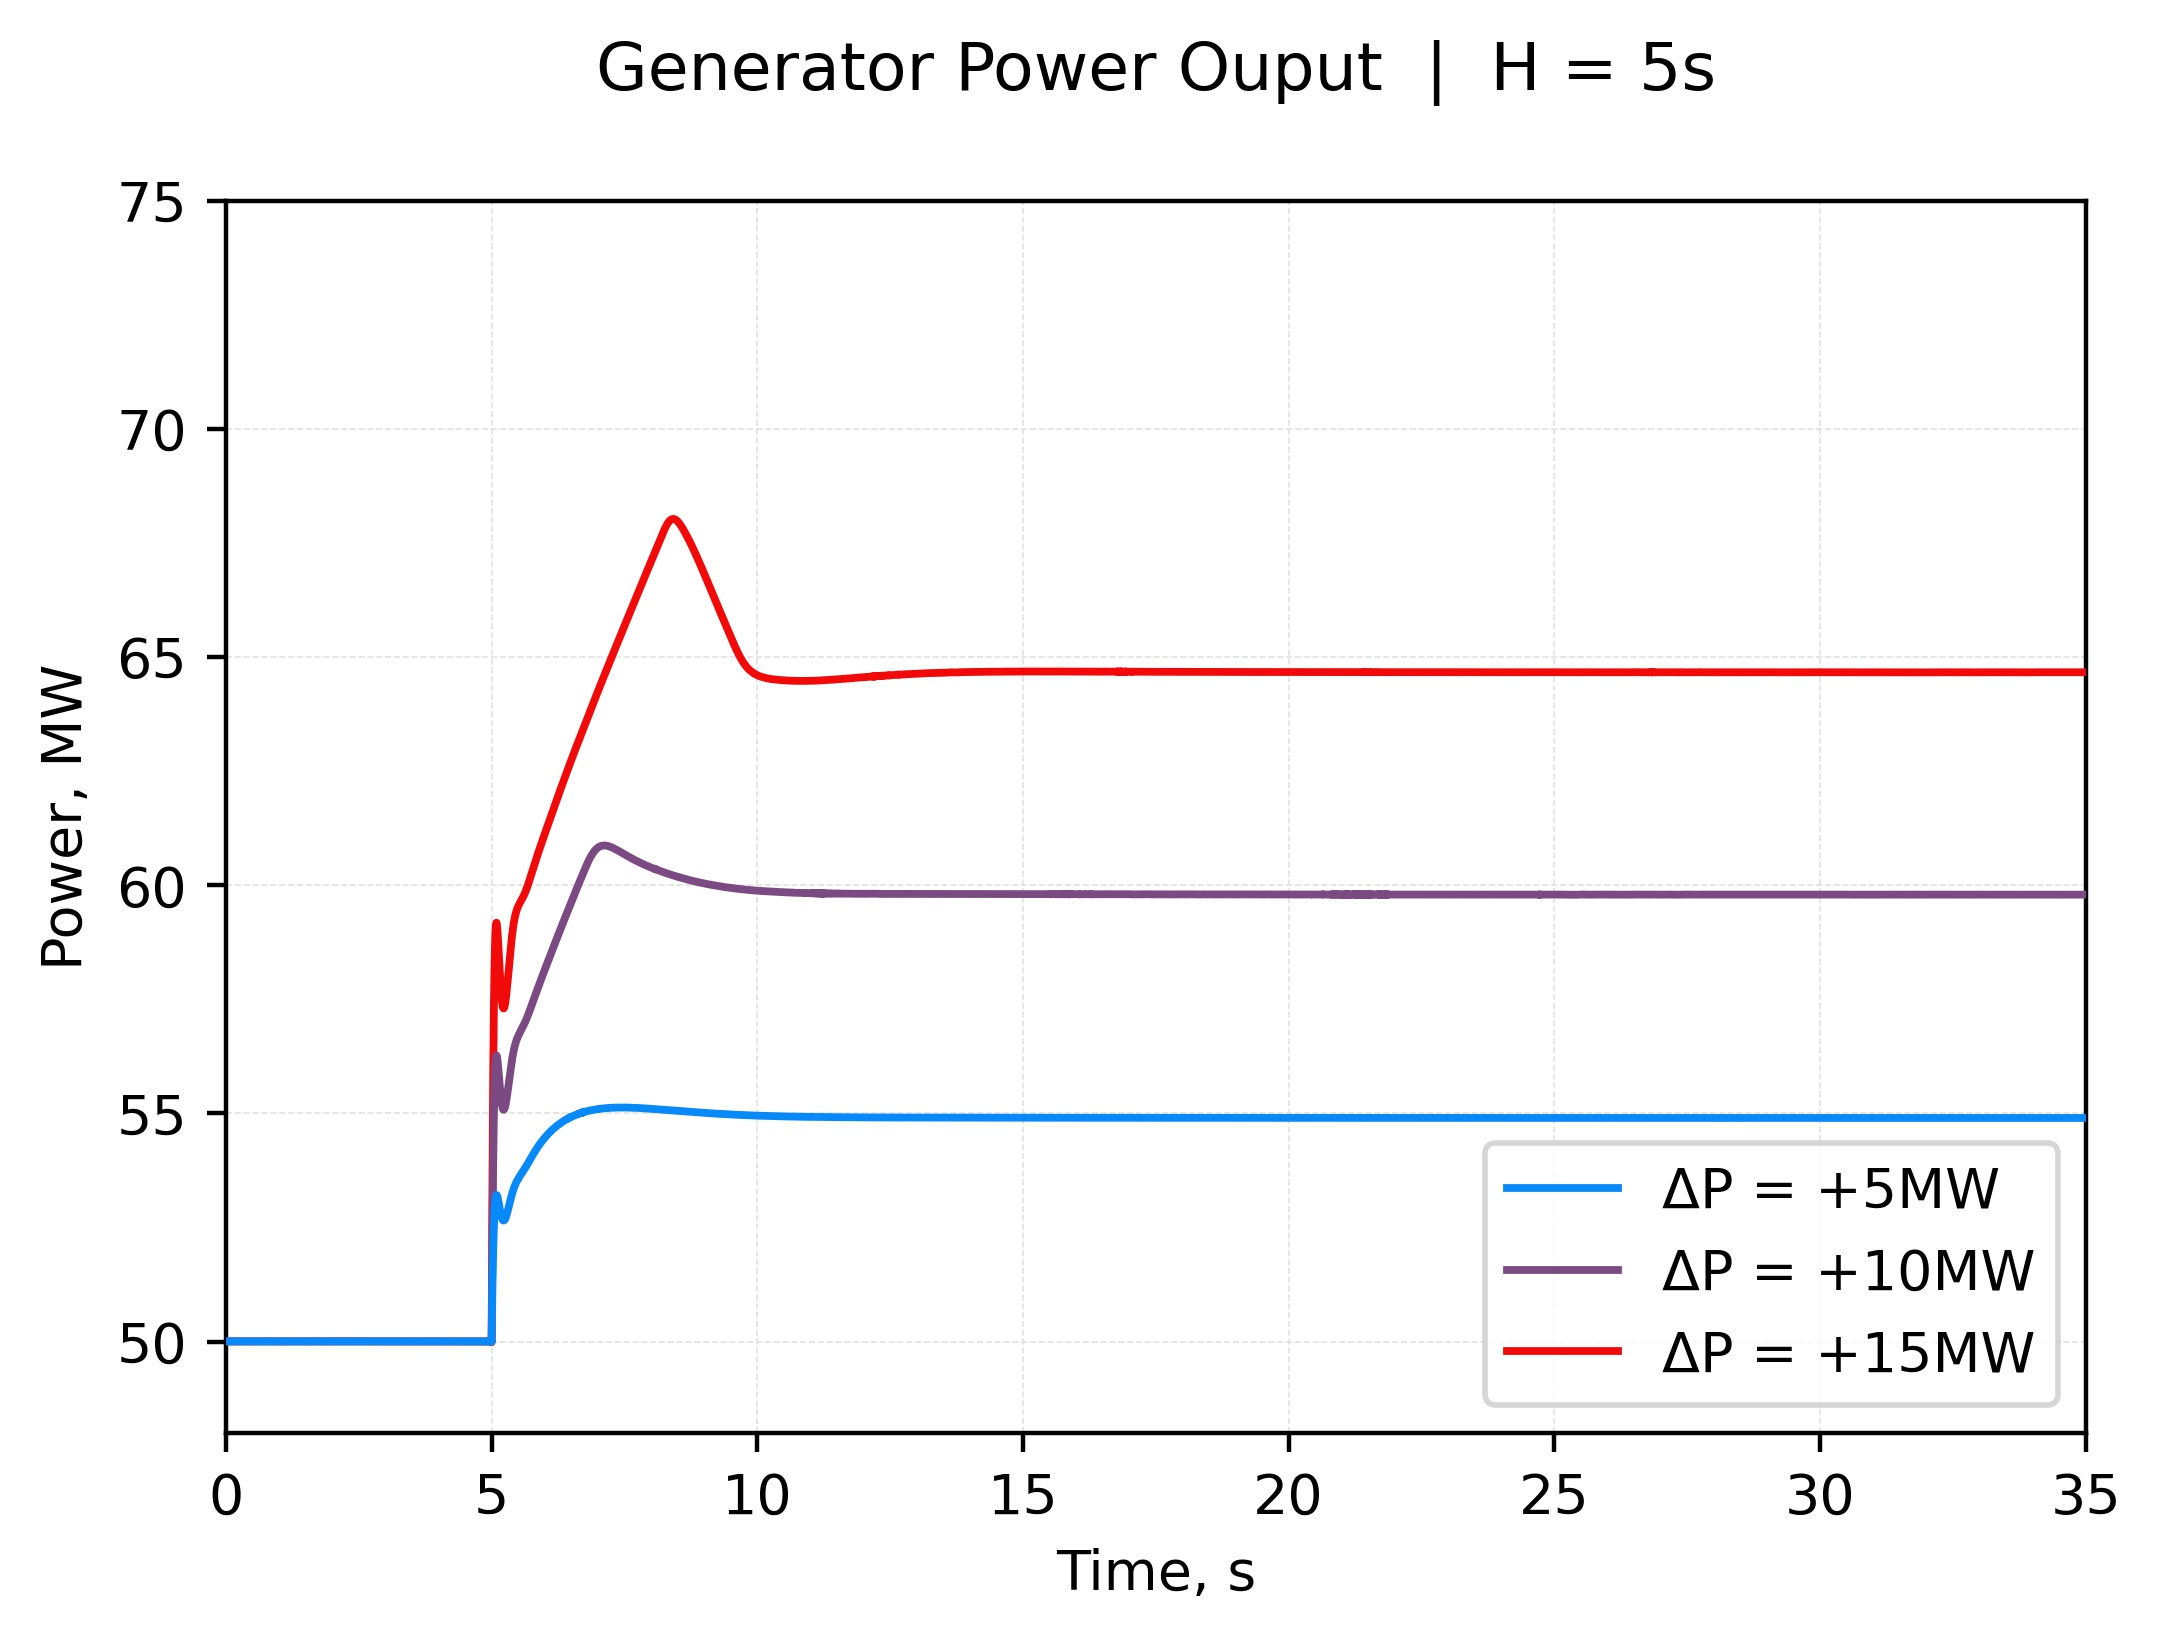 Generator Power Ouput | H = 5s
75
70
65
60
55
50
Power, MW
0 5 10 15 20 25 30 35
Time, s
ΔP = +5MW
ΔP = +10MW
ΔP = +15MW